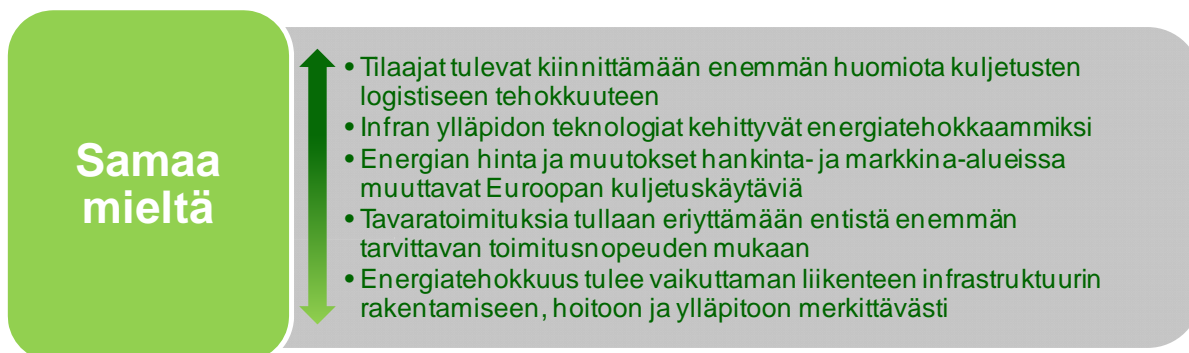 Samaa
mieltä
• Tilaajat tulevat kiinnittämään enemmän huomiota kuljetusten
logistiseen tehokkuuteen
• Infran ylläpidon teknologiat kehittyvät energiatehokkaammiksi
• Energian hinta ja muutokset hankinta- ja markkina-alueissa
muuttavat Euroopan kuljetuskäytäviä
• Tavaratoimituksia tullaan eriyttämään entistä enemmän
tarvittavan toimitusnopeuden mukaan
• Energiatehokkuus tulee vaikuttaman liikenteen infrastruktuurin
rakentamiseen, hoitoon ja ylläpitoon merkittävästi